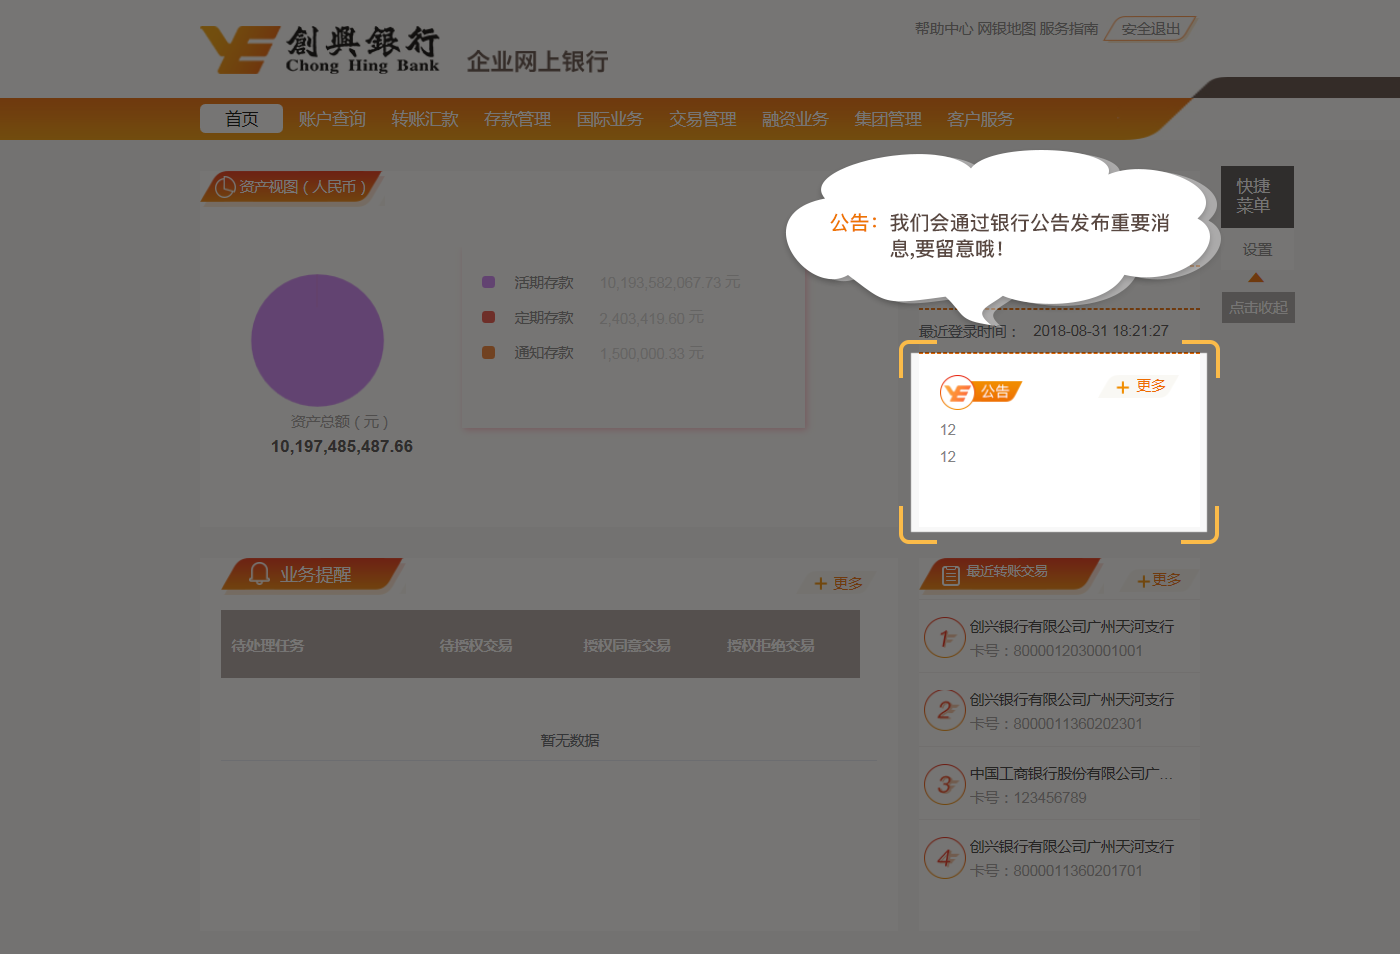 創興銀行
Chong Hing Bank
企业网上银行
帮助中心 网银地图 服务指南 安全退出
首页 账户查询 转账汇款 存款管理 国际业务 交易管理 融资业务 集团管理 客户服务
资产视图（人民币）
活期存款 10,193,582,067.73 元
定期存款 2,403,419.60 元
通知存款 1,500,000.33 元
资产总额（元）
10,197,485,487.66
公告：我们会通过银行公告发布重要消
息,要留意哦！
最近登录时间： 2018-08-31 18:21:27
快捷
菜单
设置
点击收起
公告 + 更多
12
12
业务提醒 + 更多
待处理任务 待授权交易 授权同意交易 授权拒绝交易
暂无数据
最近转账交易 +更多
1 创兴银行有限公司广州天河支行
卡号：8000012030001001
2 创兴银行有限公司广州天河支行
卡号：8000011360202301
3 中国工商银行股份有限公司广...
卡号：123456789
4 创兴银行有限公司广州天河支行
卡号：8000011360201701